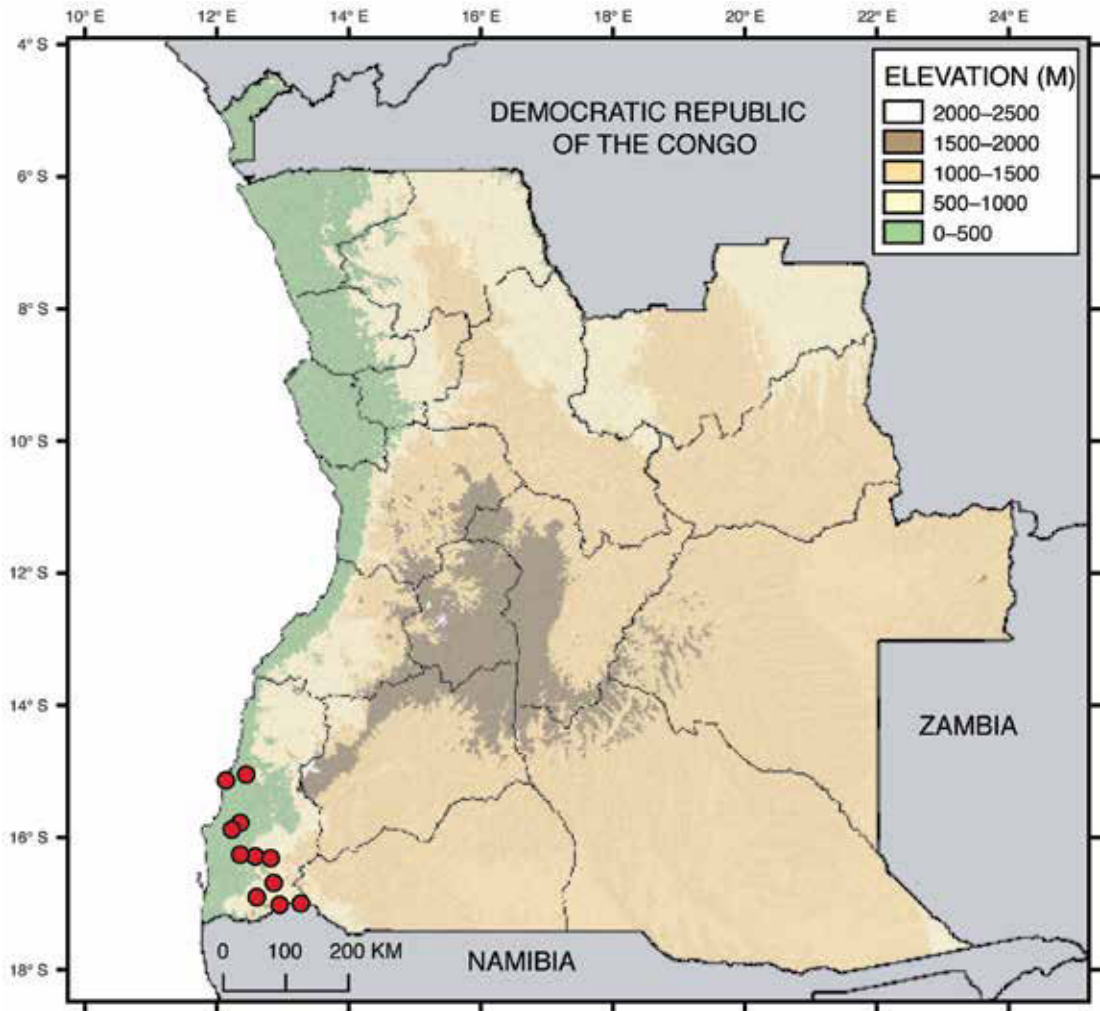 10° E 12° E 14° E 16° E 18° E 20° E 22° E 24° E
4° S
6° S
8° S
10° S
12° S
14° S
16° S
18° S
ELEVATION (M)
2000–2500
1500–2000
1000–1500
500–1000
0–500
DEMOCRATIC REPUBLIC
OF THE CONGO
ZAMBIA
NAMIBIA
0 100 200 KM